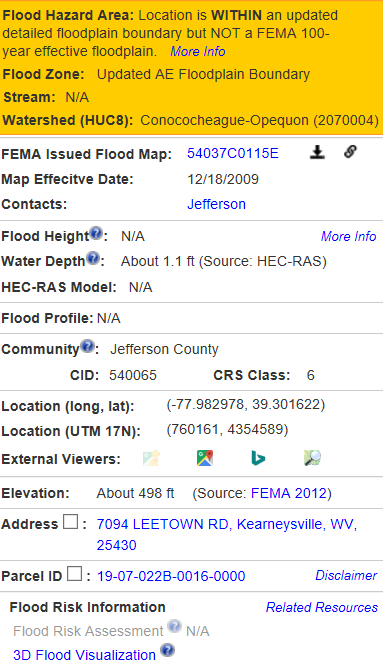 Flood Hazard Area: Location is WITHIN an updated
detailed floodplain boundary but NOT a FEMA 100-
year effective floodplain. More Info
Flood Zone: Updated AE Floodplain Boundary
Stream: N/A
Watershed (HUC8): Conococheague-Opequon (2070004)
FEMA Issued Flood Map: 54037C0115E
Map Effecitve Date: 12/18/2009
Contacts: Jefferson
Flood Height?: N/A More Info
Water Depth?: About 1.1 ft (Source: HEC-RAS)
HEC-RAS Model: N/A
Flood Profile: N/A
Community?: Jefferson County
CID: 540065 CRS Class: 6
Location (long, lat): (-77.982978, 39.301622)
Location (UTM 17N): (760161, 4354589)
External Viewers:
Elevation: About 498 ft (Source: FEMA 2012)
Address : 7094 LEETOWN RD, Kearneysville, WV,
25430
Parcel ID : 19-07-022B-0016-0000 Disclaimer
Flood Risk Information Related Resources
Flood Risk Assessment ? N/A
3D Flood Visualization ?